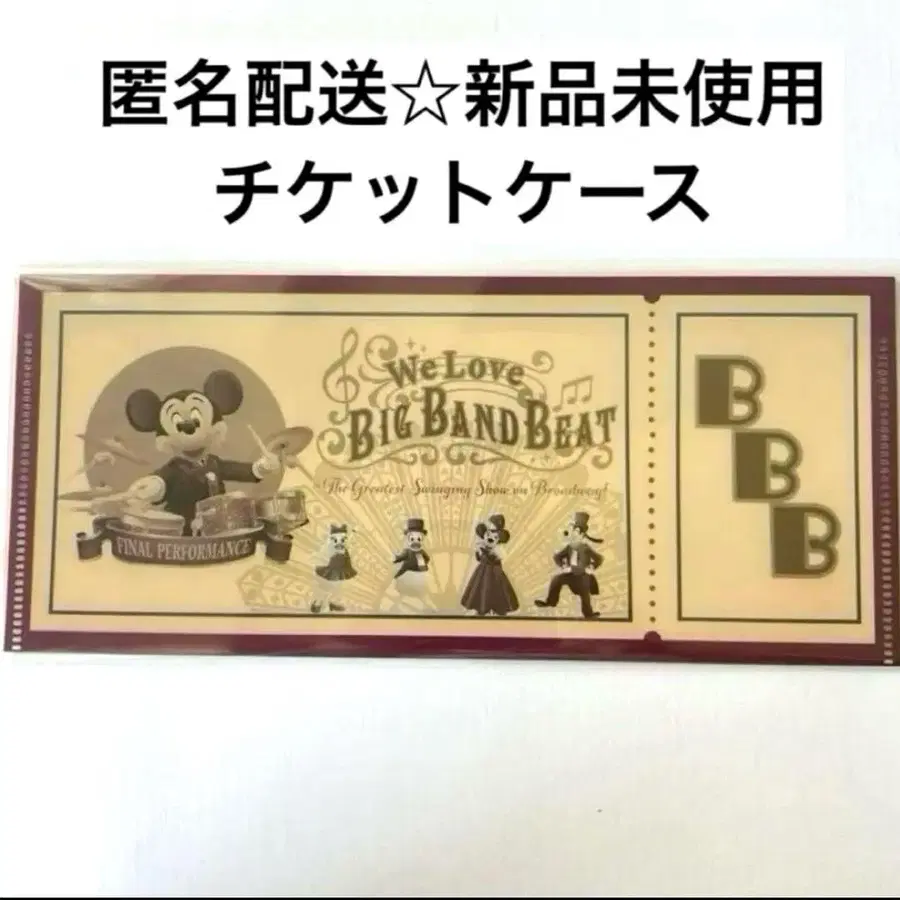 匿名配送☆新品未使用
チケットケース
We Love
BIG BAND BEAT
The Greatest Swinging Show on Broadway!
FINAL PERFORMANCE
B
B
B